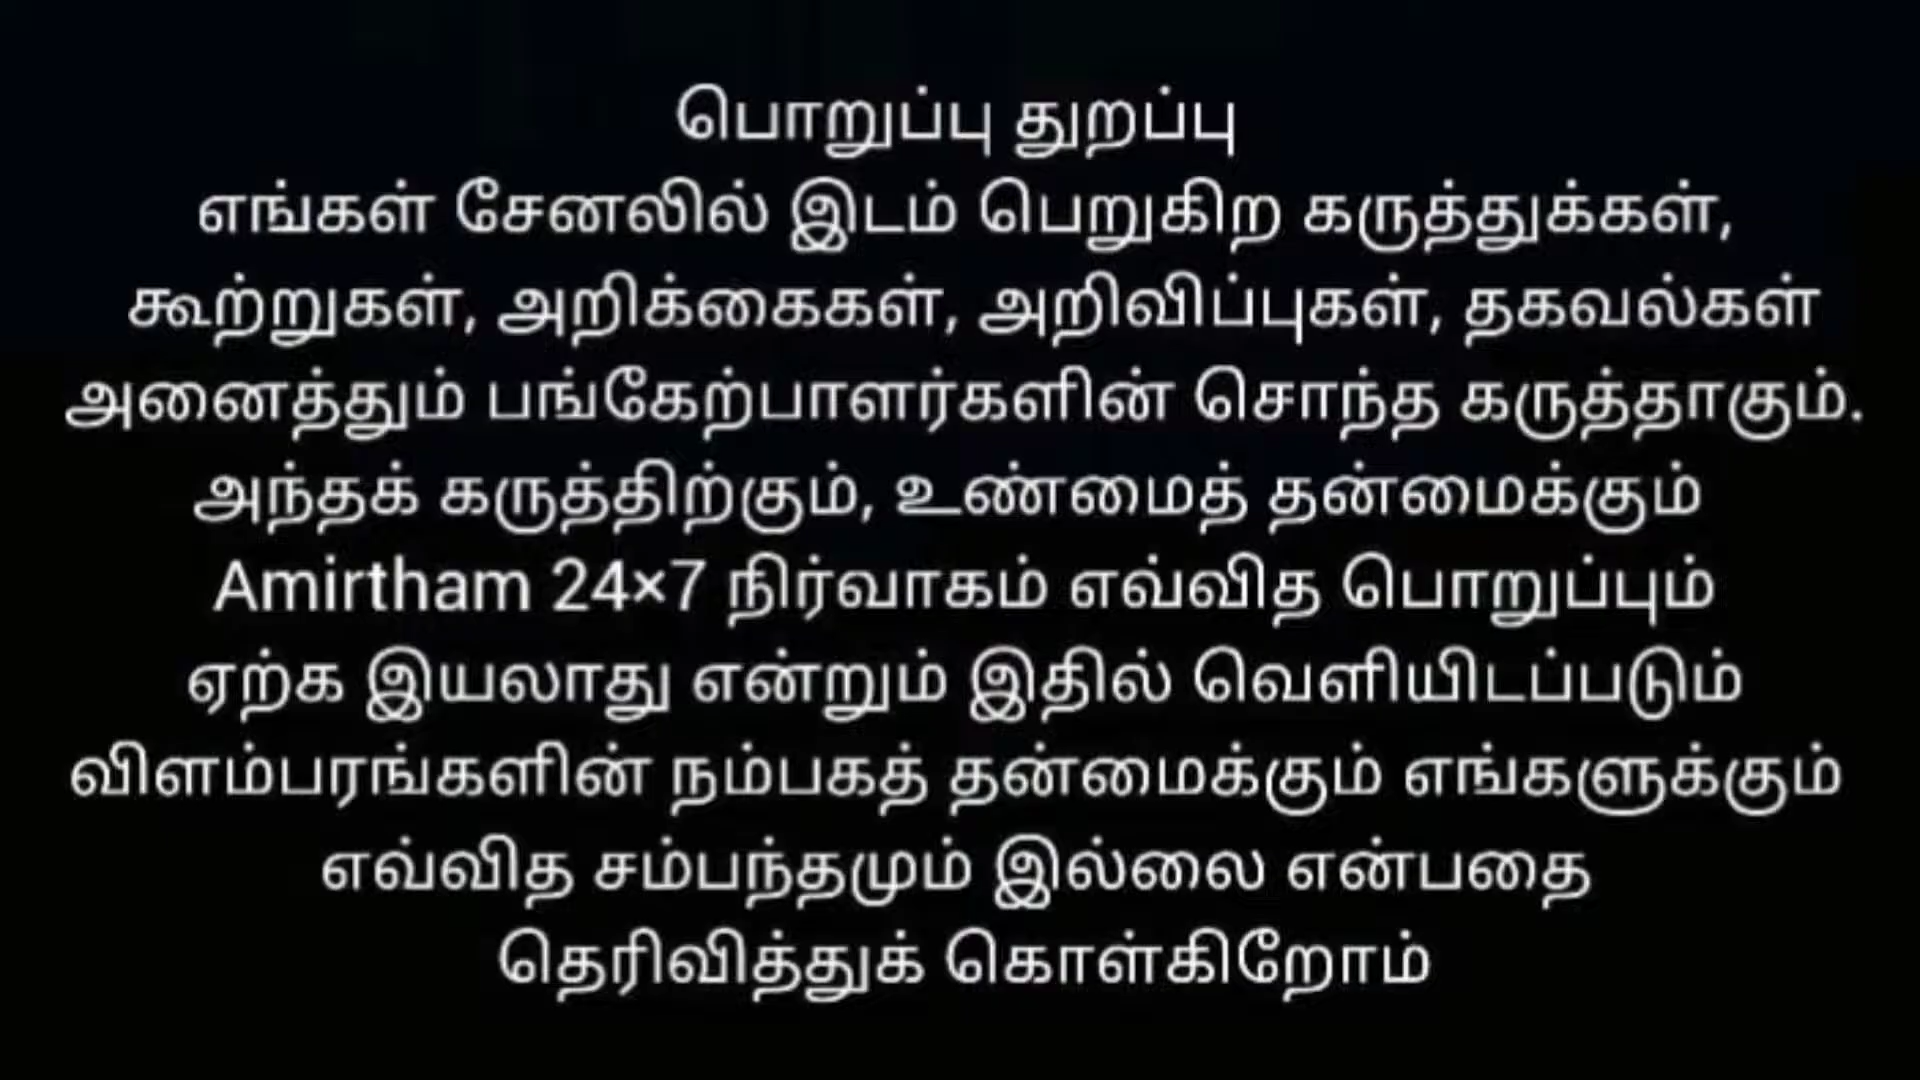 பொறுப்பு துறப்பு
எங்கள் சேனலில் இடம் பெறுகிற கருத்துக்கள்,
கூற்றுகள், அறிக்கைகள், அறிவிப்புகள், தகவல்கள்
அனைத்தும் பங்கேற்பாளர்களின் சொந்த கருத்தாகும்.
அந்தக் கருத்திற்கும், உண்மைத் தன்மைக்கும்
Amirtham 24×7 நிர்வாகம் எவ்வித பொறுப்பும்
ஏற்க இயலாது என்றும் இதில் வெளியிடப்படும்
விளம்பரங்களின் நம்பகத் தன்மைக்கும் எங்களுக்கும்
எவ்வித சம்பந்தமும் இல்லை என்பதை
தெரிவித்துக் கொள்கிறோம்